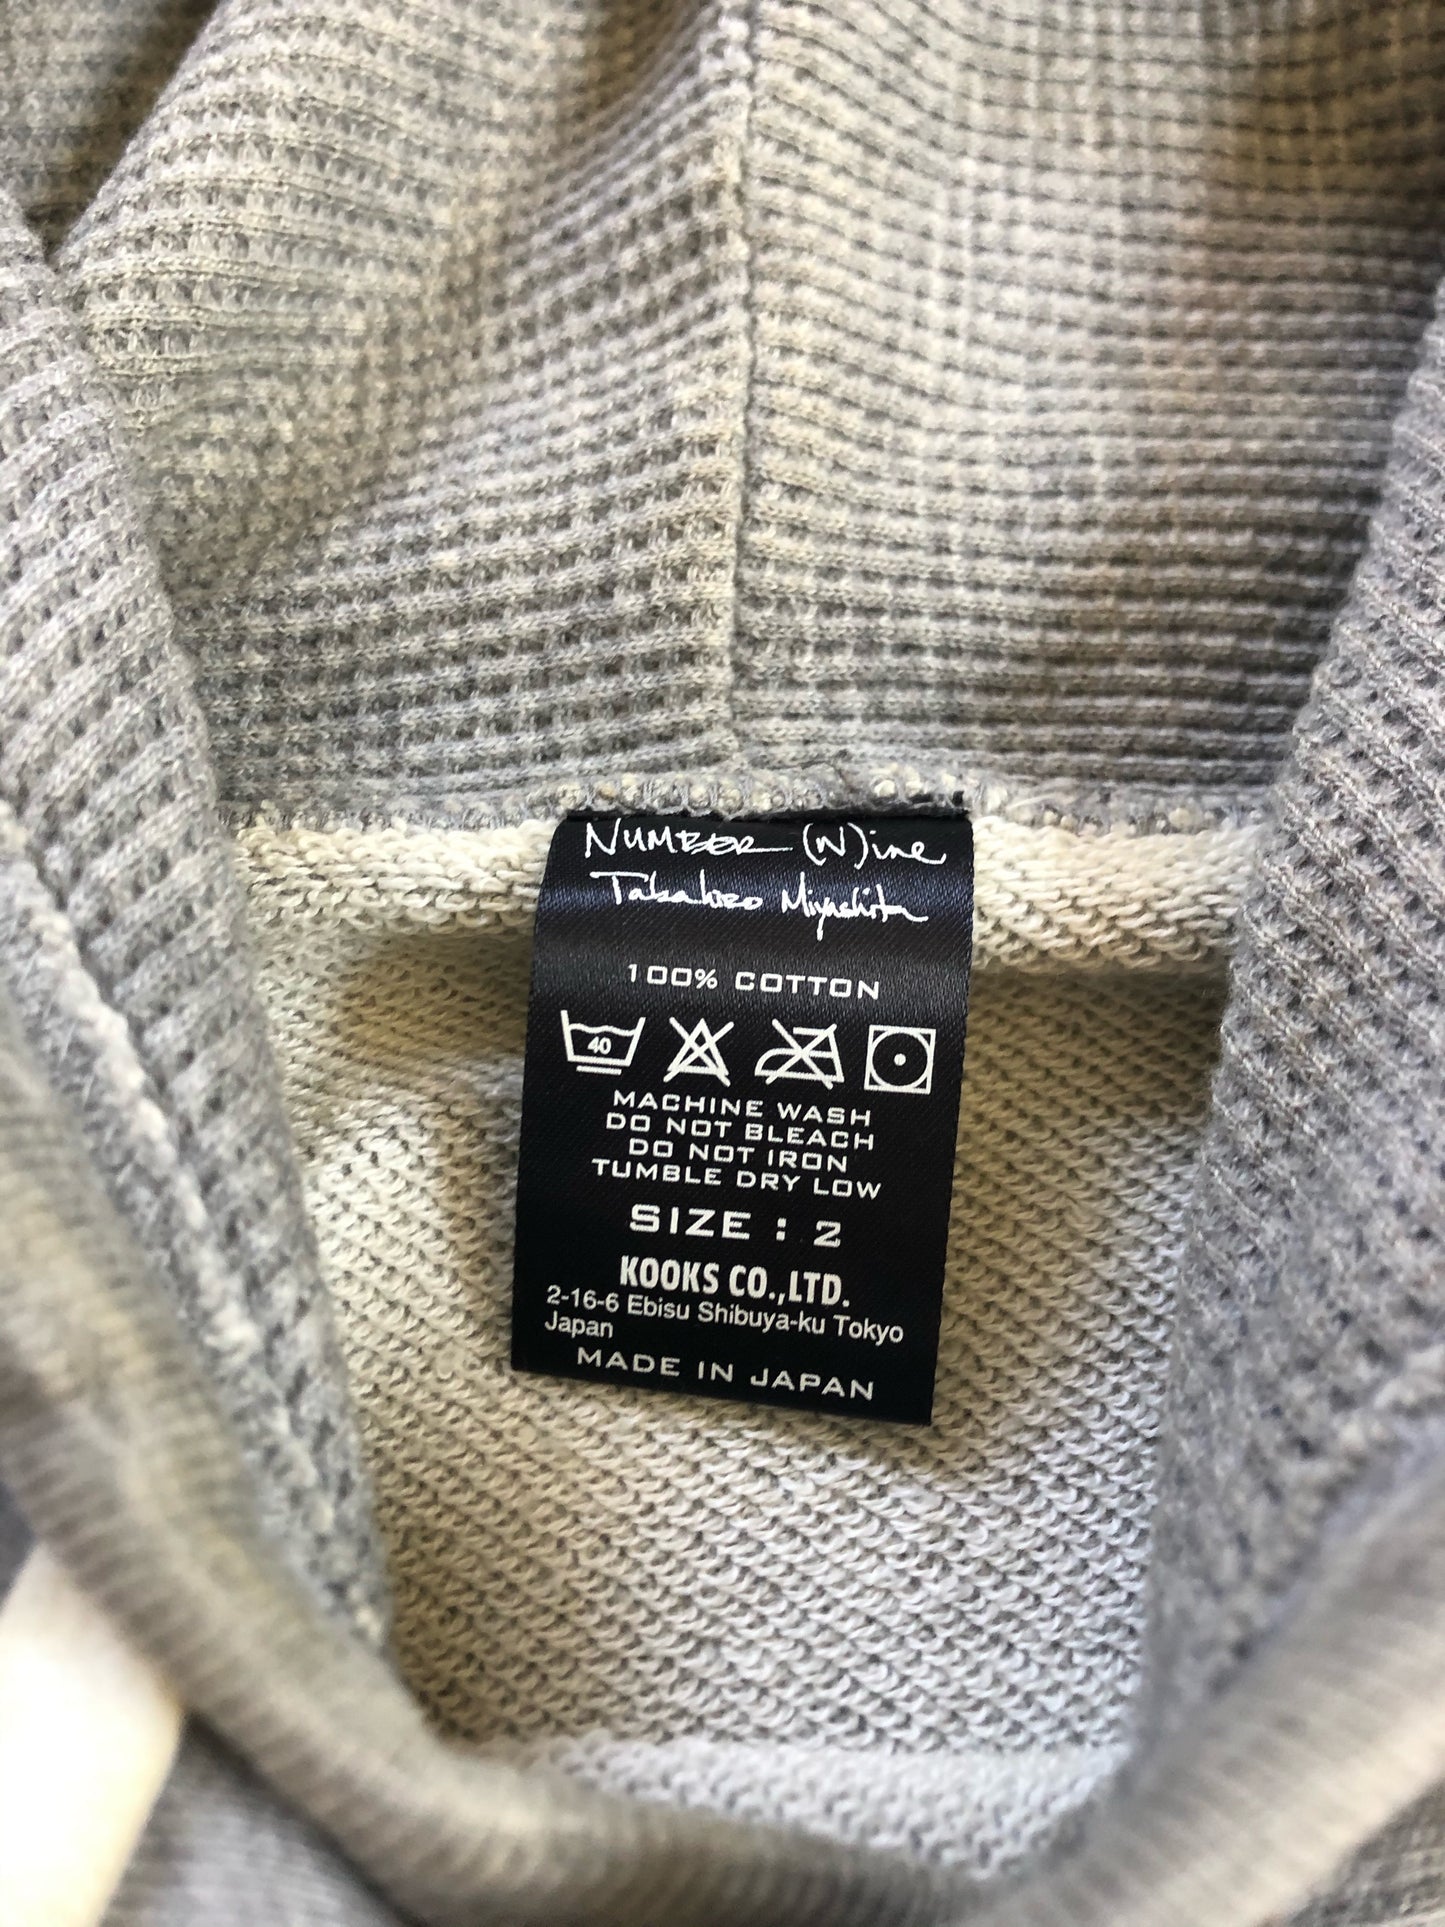 NUMBER (N)ine
Takahiro Miyashita
100% COTTON
40
MACHINE WASH
DO NOT BLEACH
DO NOT IRON
TUMBLE DRY LOW
SIZE : 2
KOOKS CO.,LTD.
2-16-6 Ebisu Shibuya-ku Tokyo
Japan
MADE IN JAPAN